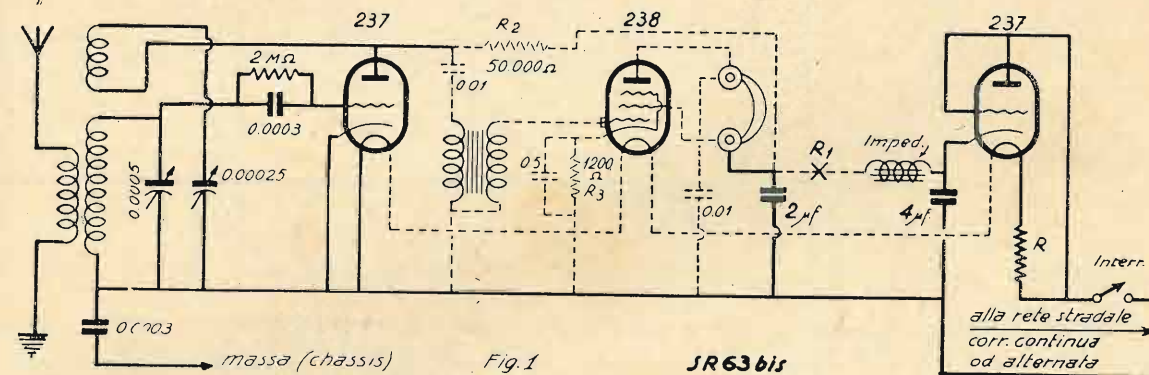 237
R2
50.000Ω
238
237
2 MΩ
0.0003
0.01
0.0005
0.00025
0.5
1200
Ω
R3
0.01
R1
Imped.
2 µf
4 µf
R
Interr.
massa (chassis)
Fig. 1
SR63bis
alla rete stradale
corr. continua
od alternata